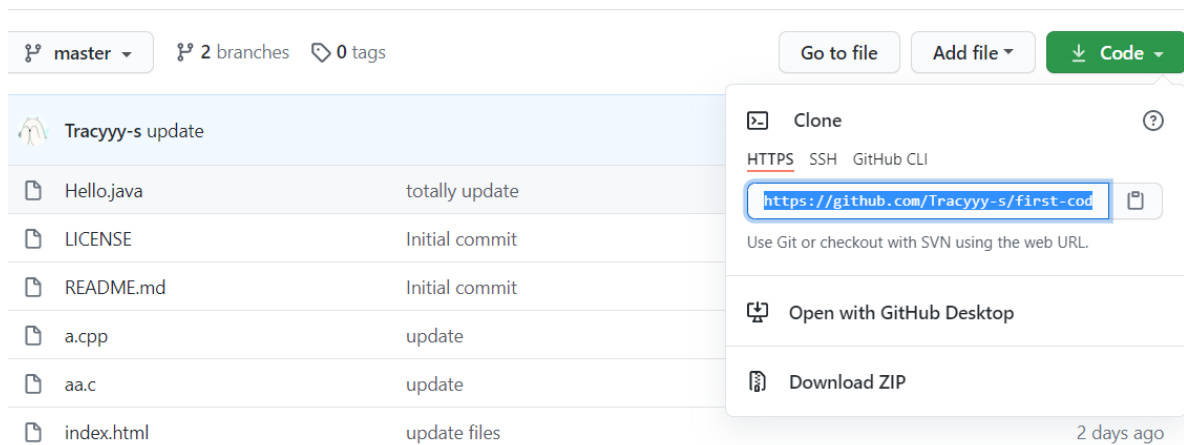 master 2 branches 0 tags Go to file Add file Code
Tracyyy-s update
Clone
HTTPS SSH GitHub CLI
https://github.com/Tracyyy-s/first-cod
Use Git or checkout with SVN using the web URL.
Open with GitHub Desktop
Download ZIP
Hello.java totally update
LICENSE Initial commit
README.md Initial commit
a.cpp update
aa.c update
index.html update files 2 days ago